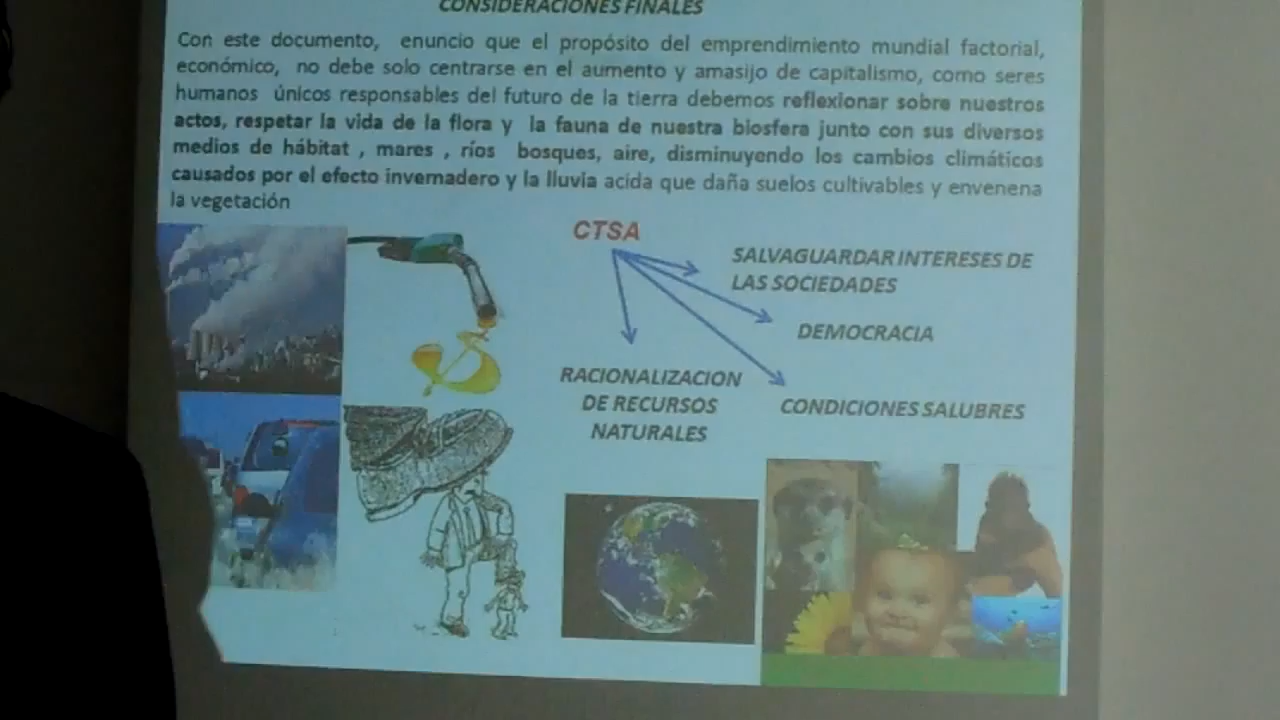 CONSIDERACIONES FINALES
Con este documento, enuncio que el propósito del emprendimiento mundial factorial,
económico, no debe solo centrarse en el aumento y amasijo de capitalismo, como seres
humanos únicos responsables del futuro de la tierra debemos reflexionar sobre nuestros
actos, respetar la vida de la flora y la fauna de nuestra biosfera junto con sus diversos
medios de hábitat , mares , ríos bosques, aire, disminuyendo los cambios climáticos
causados por el efecto invernadero y la lluvia acida que daña suelos cultivables y envenena
la vegetación
CTSA
SALVAGUARDAR INTERESES DE
LAS SOCIEDADES
DEMOCRACIA
RACIONALIZACION
DE RECURSOS
NATURALES
CONDICIONES SALUBRES